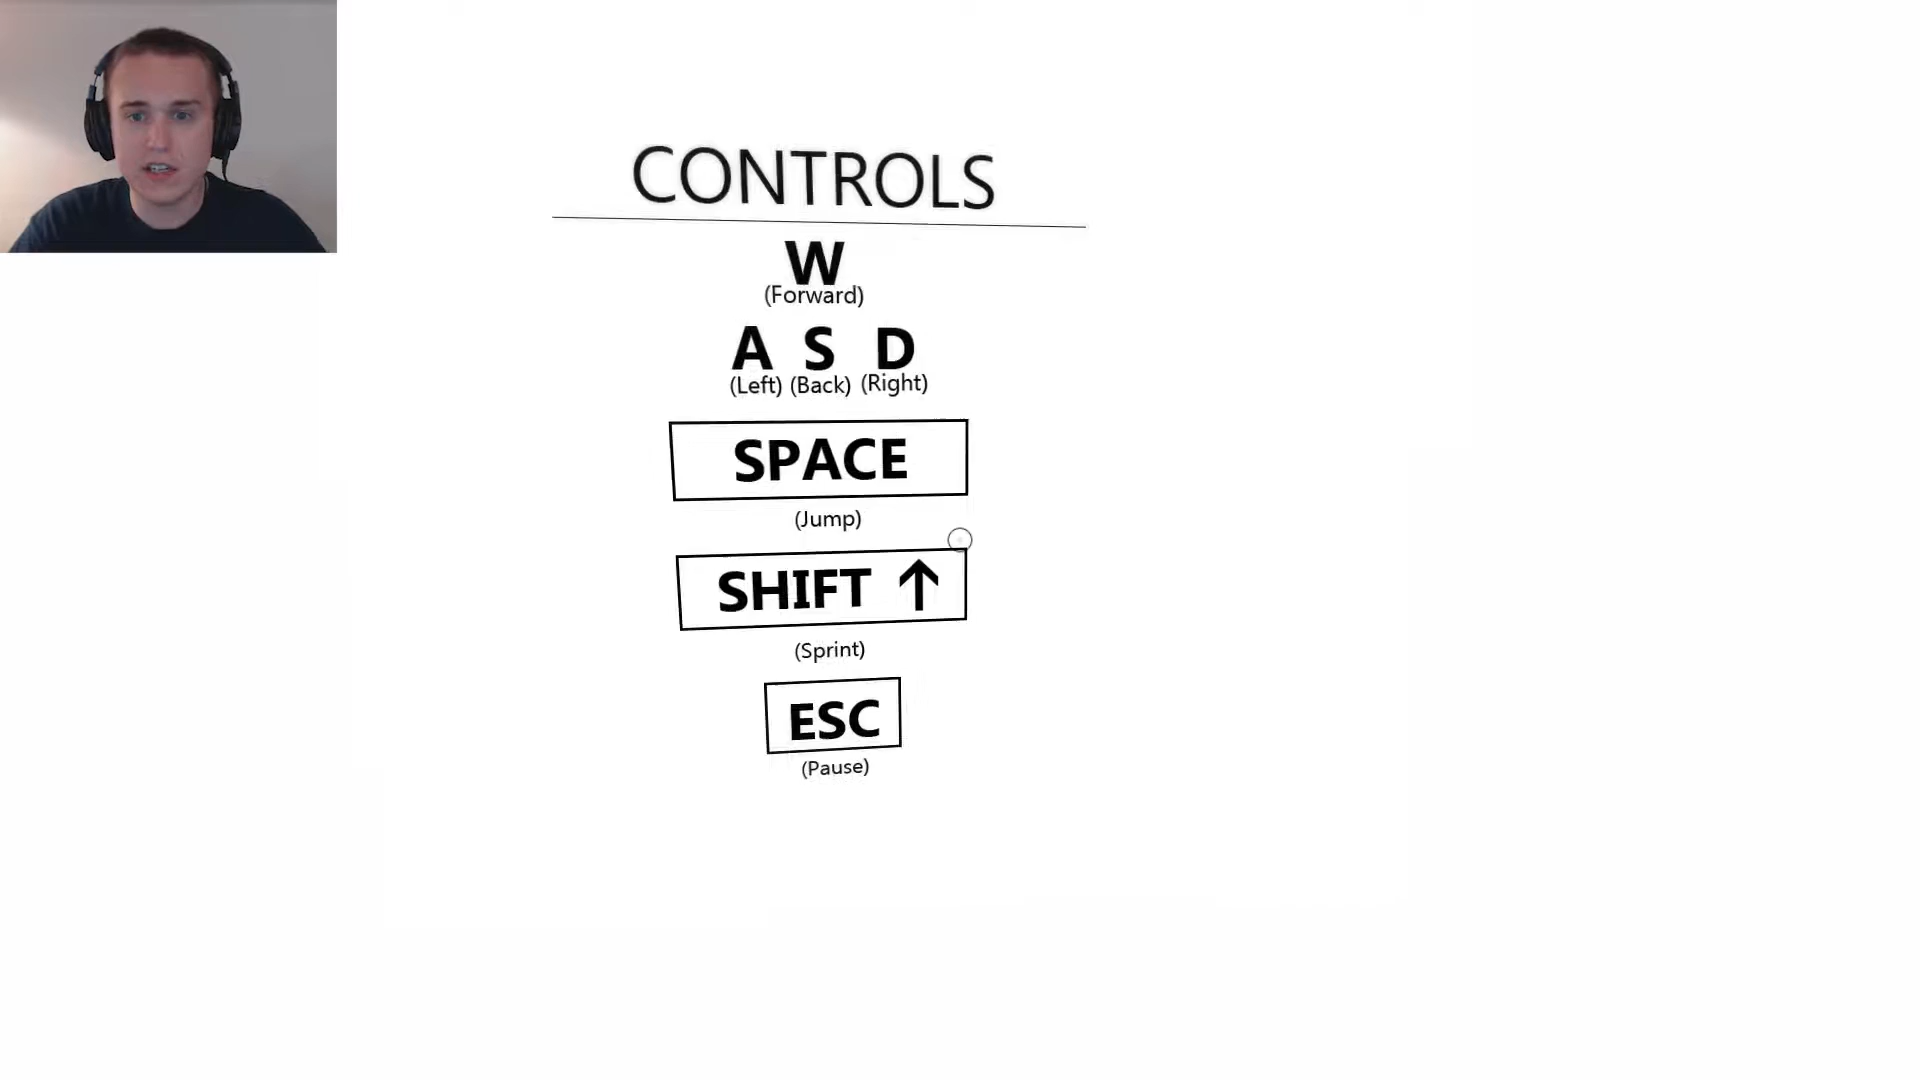 CONTROLS
W
(Forward)
A S D
(Left) (Back) (Right)
SPACE
(Jump)
SHIFT ↑
(Sprint)
ESC
(Pause)